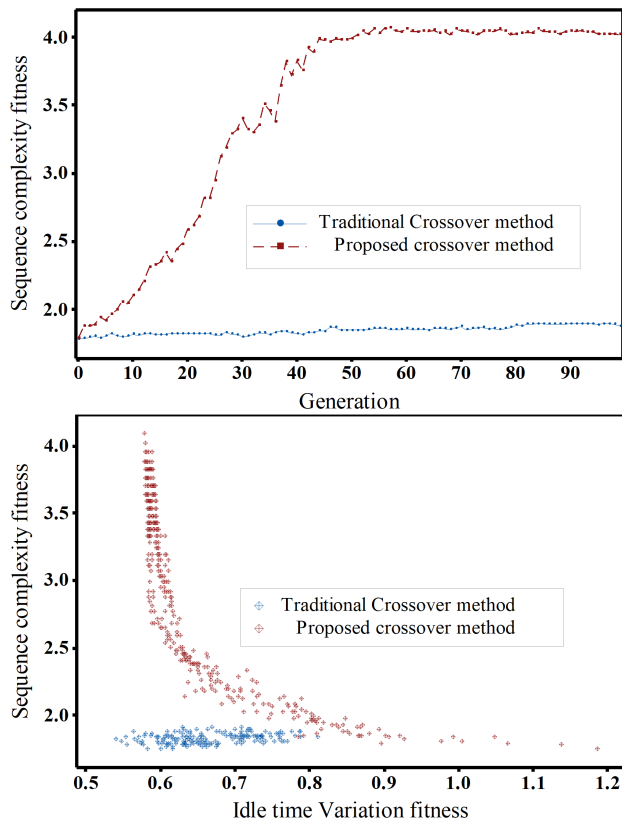 Sequence complexity fitness
4.0
3.5
3.0
2.5
2.0
Traditional Crossover method
Proposed crossover method
0 10 20 30 40 50 60 70 80 90
Generation
Sequence complexity fitness
4.0
3.5
3.0
2.5
2.0
Traditional Crossover method
Proposed crossover method
0.5 0.6 0.7 0.8 0.9 1.0 1.1 1.2
Idle time Variation fitness